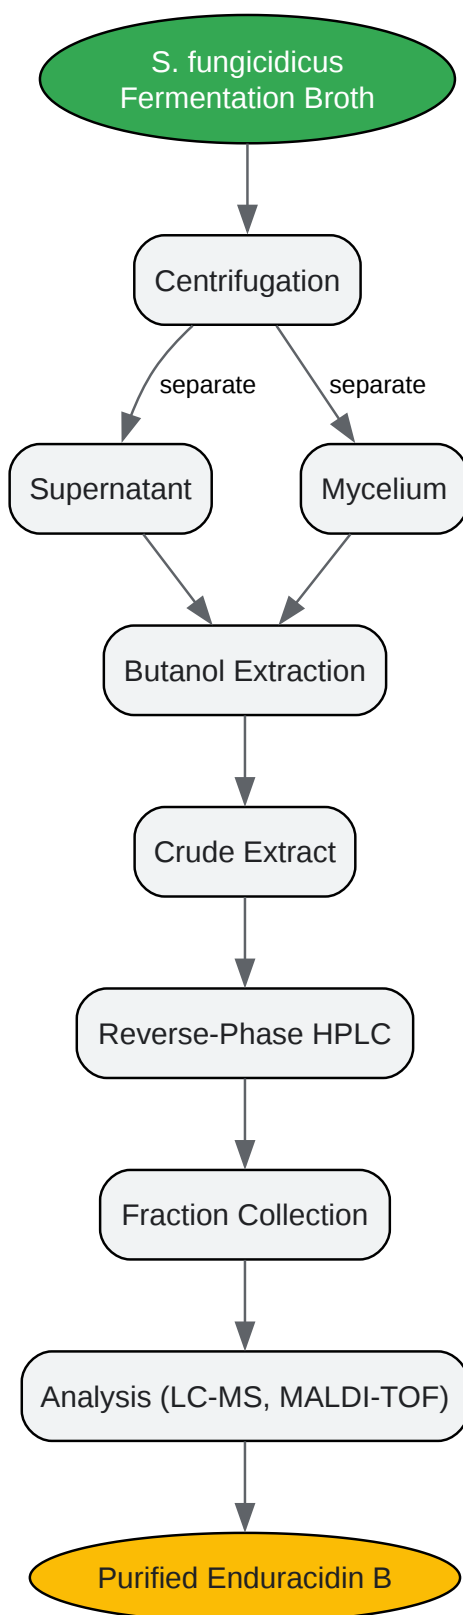 S. fungicidicus
Fermentation Broth
Centrifugation
separate
separate
Supernatant
Mycelium
Butanol Extraction
Crude Extract
Reverse-Phase HPLC
Fraction Collection
Analysis (LC-MS, MALDI-TOF)
Purified Enduracidin B